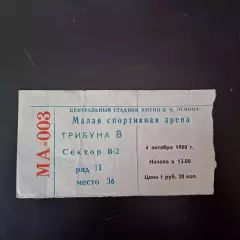 МА-003
ЦЕНТРАЛЬНЫЙ СТАДИОН ИМЕНИ В. И. ЛЕНИНА
Малая спортивная арена
ТРИБУНА В
Сектор В-2
ряд 11
место 36
4 октября 1990 г.
Начало в 13.00
Цена 1 руб. 20 коп.